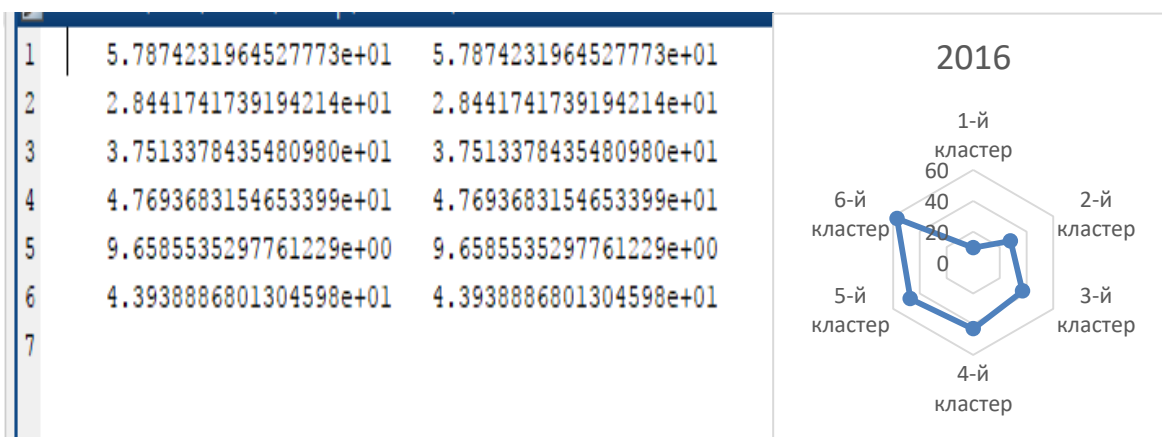 1 5.7874231964527773e+01 5.7874231964527773e+01
2 2.8441741739194214e+01 2.8441741739194214e+01
3 3.7513378435480980e+01 3.7513378435480980e+01
4 4.7693683154653399e+01 4.7693683154653399e+01
5 9.6585535297761229e+00 9.6585535297761229e+00
6 4.3938886801304598e+01 4.3938886801304598e+01
7
2016
1-й
кластер
60
40
20
0
2-й
кластер
3-й
кластер
4-й
кластер
5-й
кластер
6-й
кластер